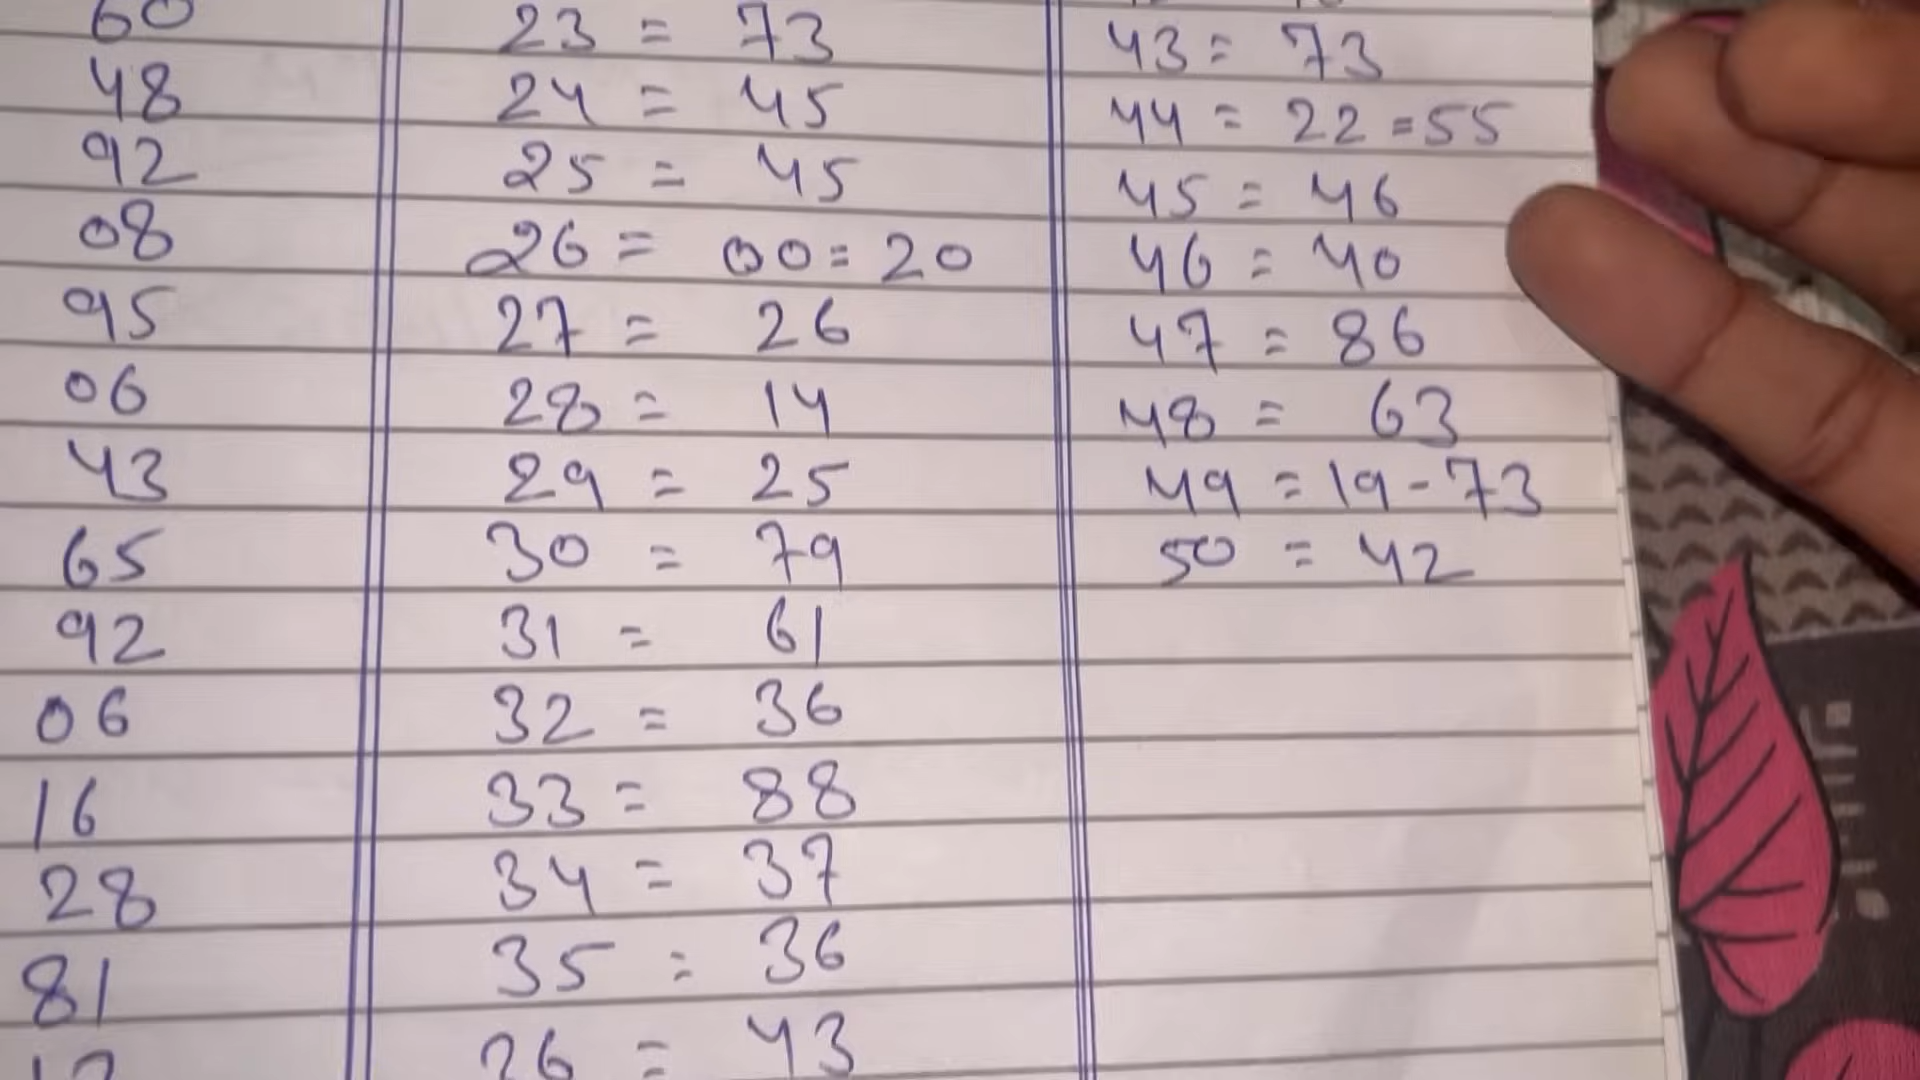 60
48
92
08
95
06
43
65
92
06
16
28
81
23 = 73
24 = 45
25 = 45
26 = 00 = 20
27 = 26
28 = 14
29 = 25
30 = 79
31 = 61
32 = 36
33 = 88
34 = 37
35 = 36
36 = 43
43 = 73
44 = 22 = 55
45 = 46
46 = 40
47 = 86
48 = 63
49 = 19 - 73
50 = 42